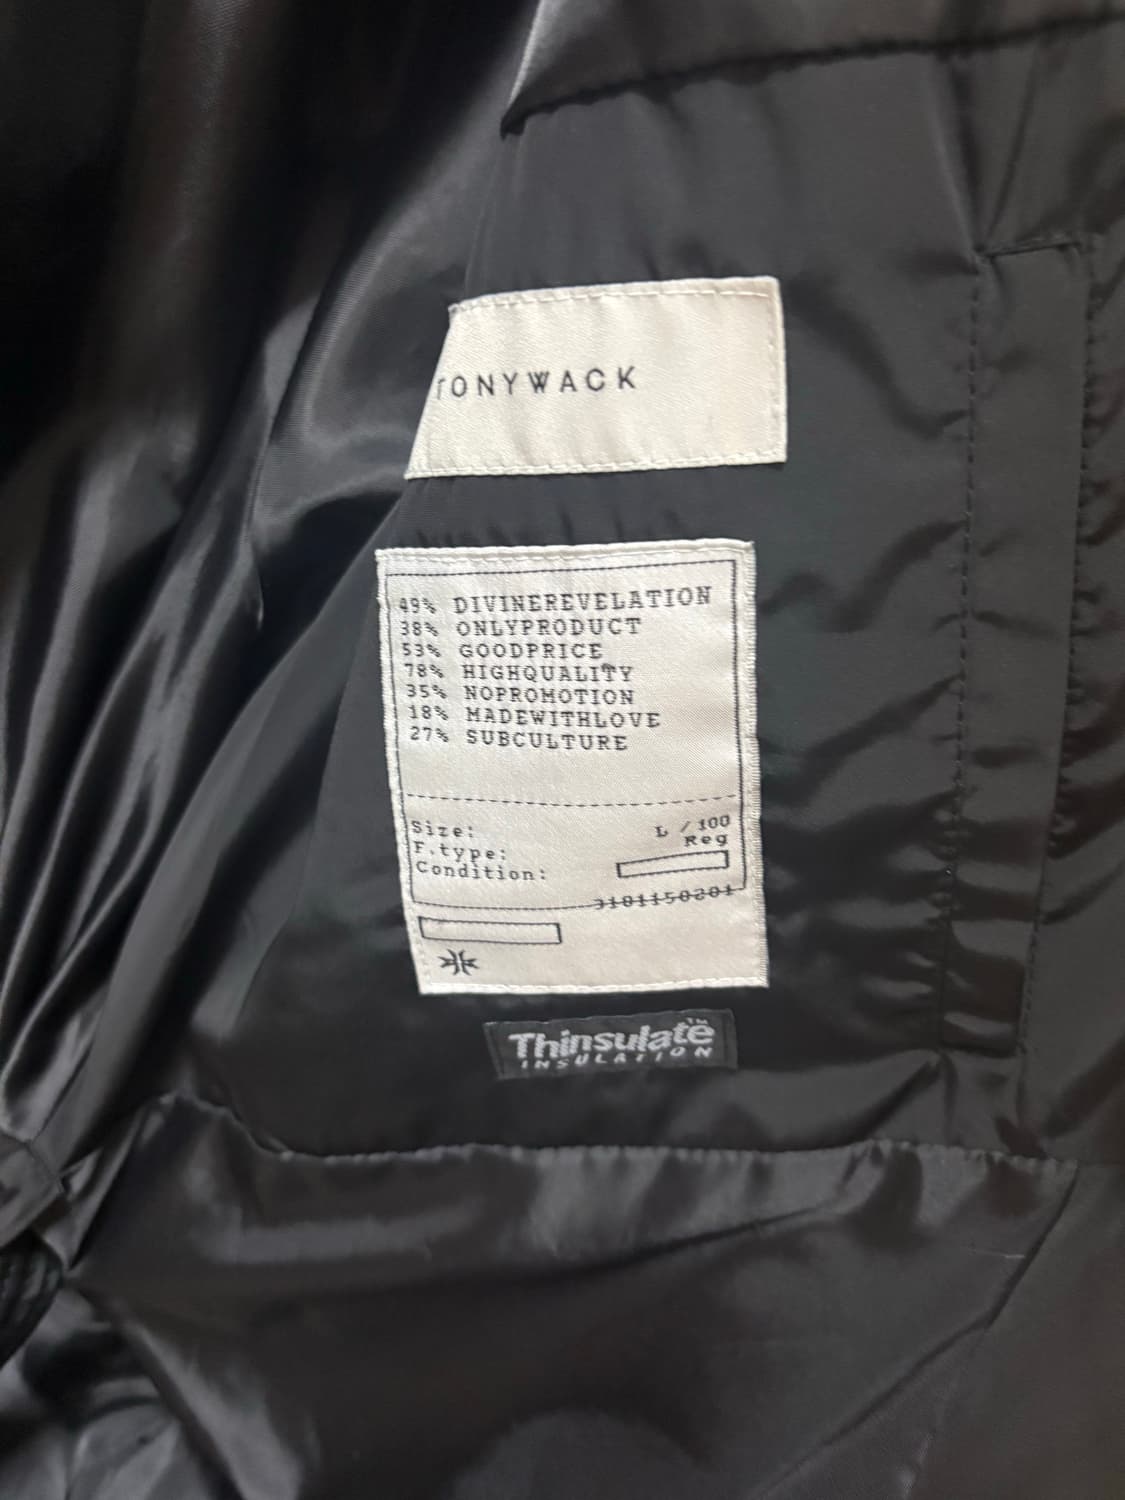 TONYWACK
49% DIVINEREVELATION
38% ONLYPRODUCT
53% GOODPRICE
78% HIGHQUALITY
35% NOPROMOTION
18% MADEWITHLOVE
27% SUBCULTURE
Size: L / 100
F.type: Reg
Condition:
3101150201
Thinsulate™
INSULATION